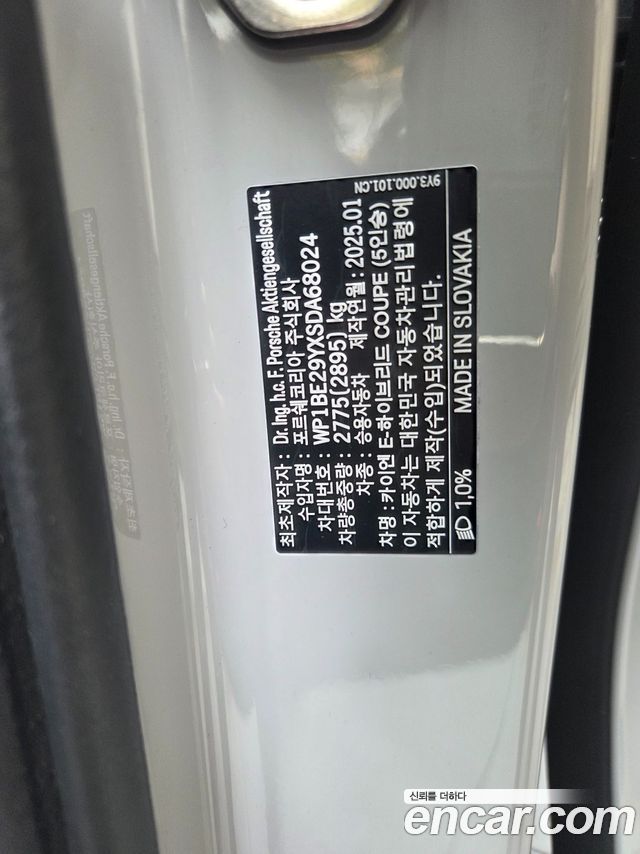 최초제작자 : Dr. Ing. h.c. F. Porsche Aktiengesellschaft
수입자명 : 포르쉐코리아 주식회사
차대번호 : WP1BE29YXSDA68024
차량총중량 : 2775(2895) kg
차종 : 승용자동차 제작연월 : 2025.01
차명 : 카이엔 E-하이브리드 COUPE (5인승)
이 자동차는 대한민국 자동차관리법령에
적합하게 제작(수입)되었습니다.
1,0% MADE IN SLOVAKIA
9Y3.000.101.CN
신뢰를 더하다
encar.com